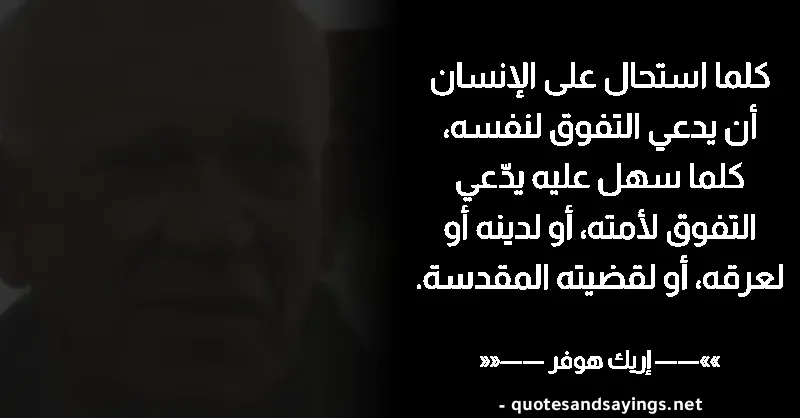 كلما استحال على الإنسان
أن يدعي التفوق لنفسه،
كلما سهل عليه يدّعي
التفوق لأمته، أو لدينه أو
لعرقه، أو لقضيته المقدسة.
»»—— إريك هوفر ——««
- quotesandsayings.net